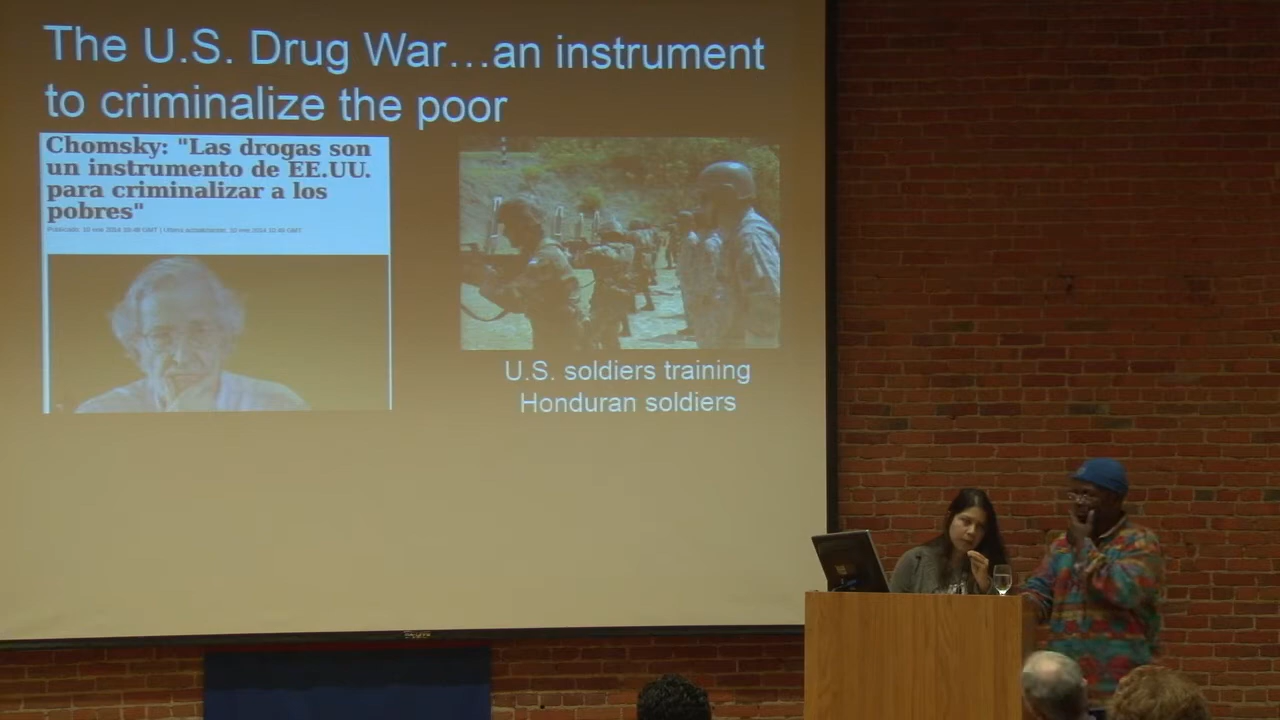 The U.S. Drug War...an instrument
to criminalize the poor
Chomsky: "Las drogas son
un instrumento de EE.UU.
para criminalizar a los
pobres"
U.S. soldiers training
Honduran soldiers